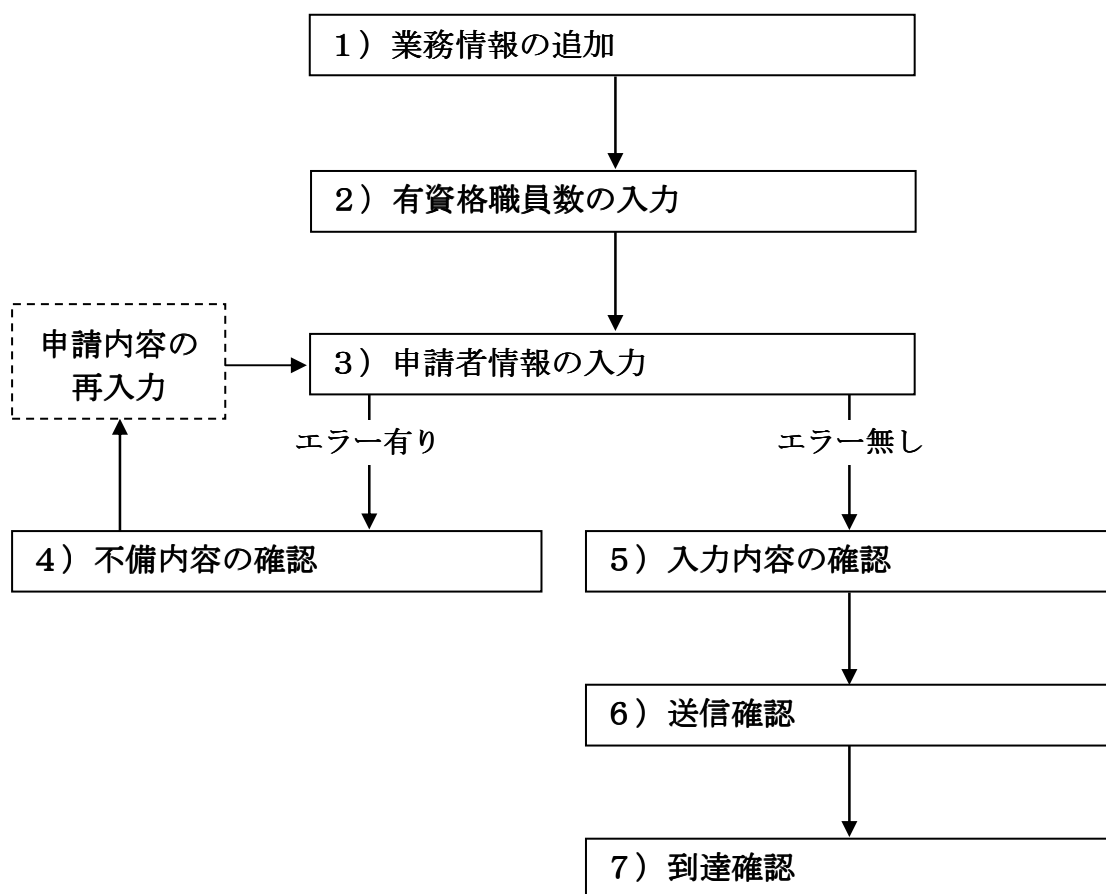 １）業務情報の追加
２）有資格職員数の入力
申請内容の
再入力
３）申請者情報の入力
エラー有り
エラー無し
４）不備内容の確認
５）入力内容の確認
６）送信確認
７）到達確認